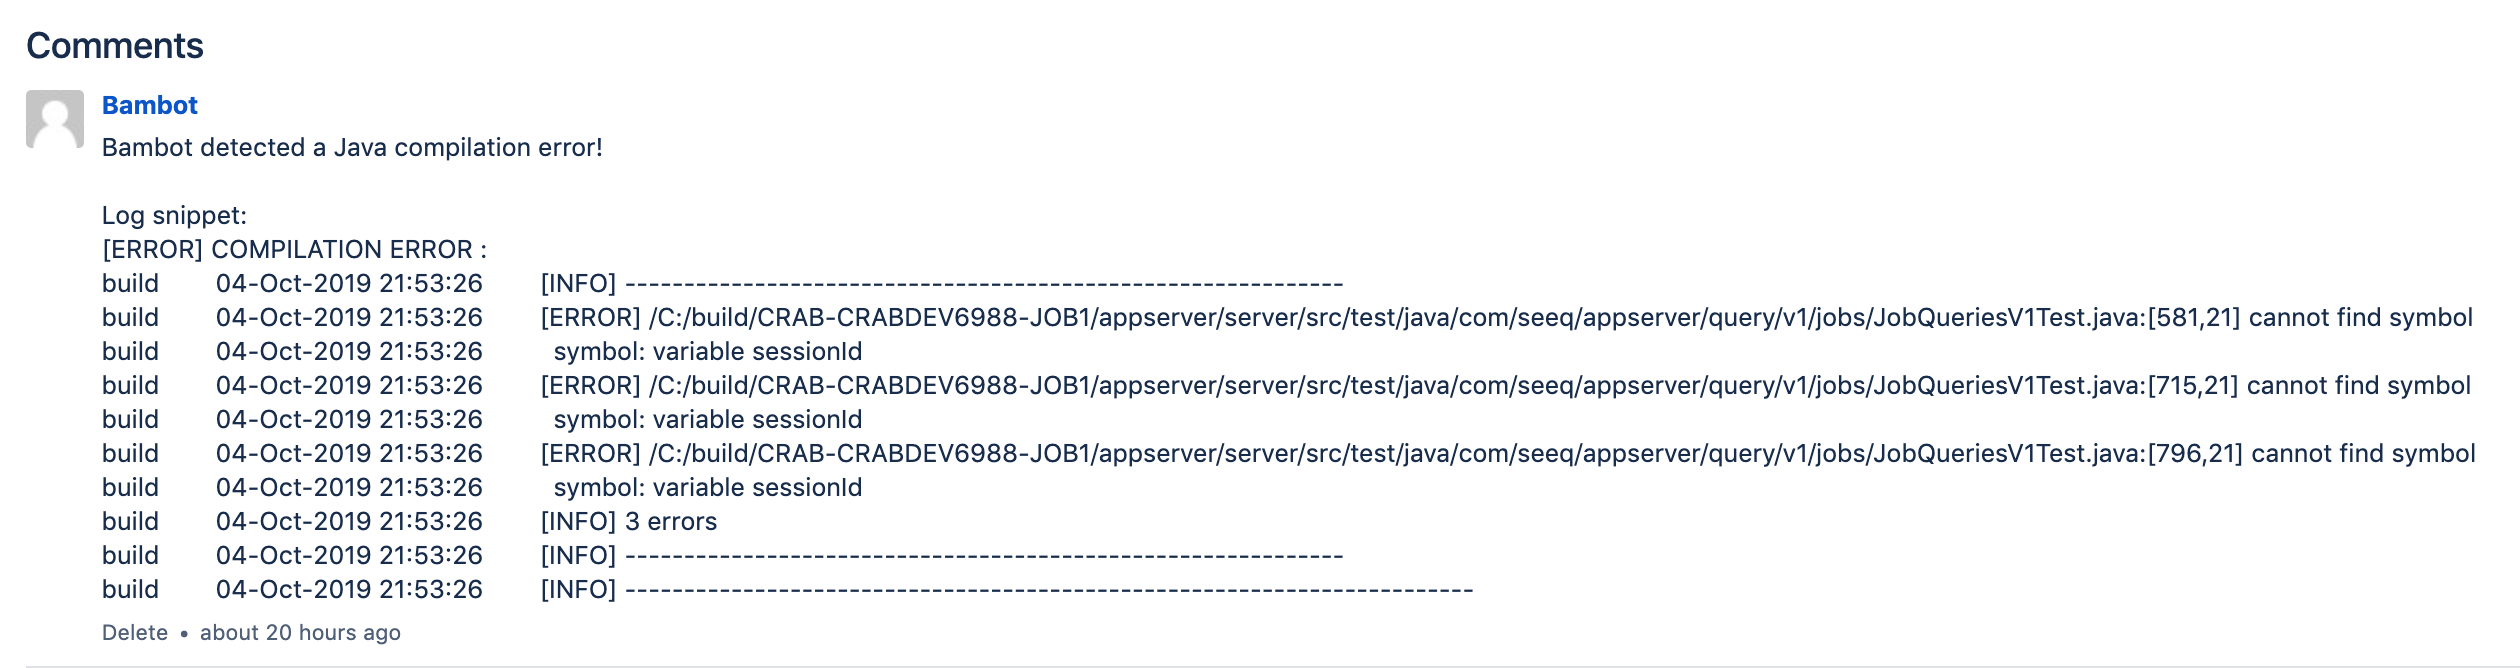 Comments
Bambot
Bambot detected a Java compilation error!
Log snippet:
[ERROR] COMPILATION ERROR :
build 04-Oct-2019 21:53:26 [INFO] -------------------------------------------------------------
build 04-Oct-2019 21:53:26 [ERROR] /C:/build/CRAB-CRABDEV6988-JOB1/appserver/server/src/test/java/com/seeq/appserver/query/v1/jobs/JobQueriesV1Test.java:[581,21] cannot find symbol
build 04-Oct-2019 21:53:26 symbol: variable sessionId
build 04-Oct-2019 21:53:26 [ERROR] /C:/build/CRAB-CRABDEV6988-JOB1/appserver/server/src/test/java/com/seeq/appserver/query/v1/jobs/JobQueriesV1Test.java:[715,21] cannot find symbol
build 04-Oct-2019 21:53:26 symbol: variable sessionId
build 04-Oct-2019 21:53:26 [ERROR] /C:/build/CRAB-CRABDEV6988-JOB1/appserver/server/src/test/java/com/seeq/appserver/query/v1/jobs/JobQueriesV1Test.java:[796,21] cannot find symbol
build 04-Oct-2019 21:53:26 symbol: variable sessionId
build 04-Oct-2019 21:53:26 [INFO] 3 errors
build 04-Oct-2019 21:53:26 [INFO] -------------------------------------------------------------
build 04-Oct-2019 21:53:26 [INFO] ------------------------------------------------------------------------
Delete • about 20 hours ago